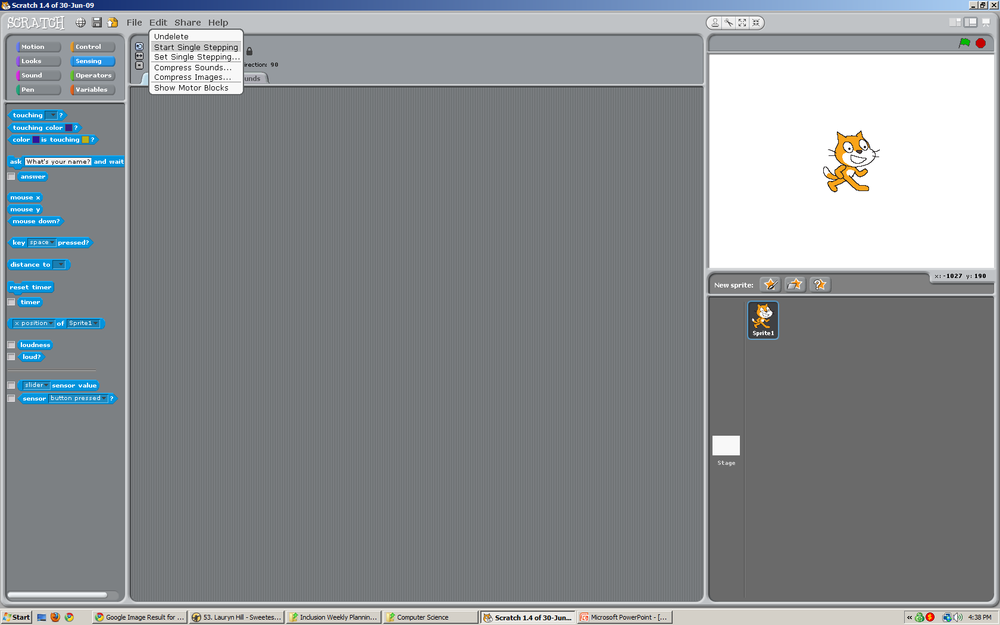 Scratch 1.4 of 30-Jun-09
SCRATCH
File Edit Share Help
Undelete
Start Single Stepping
Set Single Stepping...
Compress Sounds...
Compress Images...
Show Motor Blocks
irection: 90
unds
Motion Control
Looks Sensing
Sound Operators
Pen Variables
touching ?
touching color ?
color is touching ?
ask What's your name? and wait
answer
mouse x
mouse y
mouse down?
key space pressed?
distance to
reset timer
timer
x position of Sprite1
loudness
loud?
slider sensor value
sensor button pressed ?
x: -1027 y: 190
New sprite:
Sprite1
Stage
Start
Google Image Result for ...
53. Lauryn Hill - Sweetes...
Inclusion Weekly Plannin...
Computer Science
Scratch 1.4 of 30-Jun...
Microsoft PowerPoint - [...
« 4:38 PM